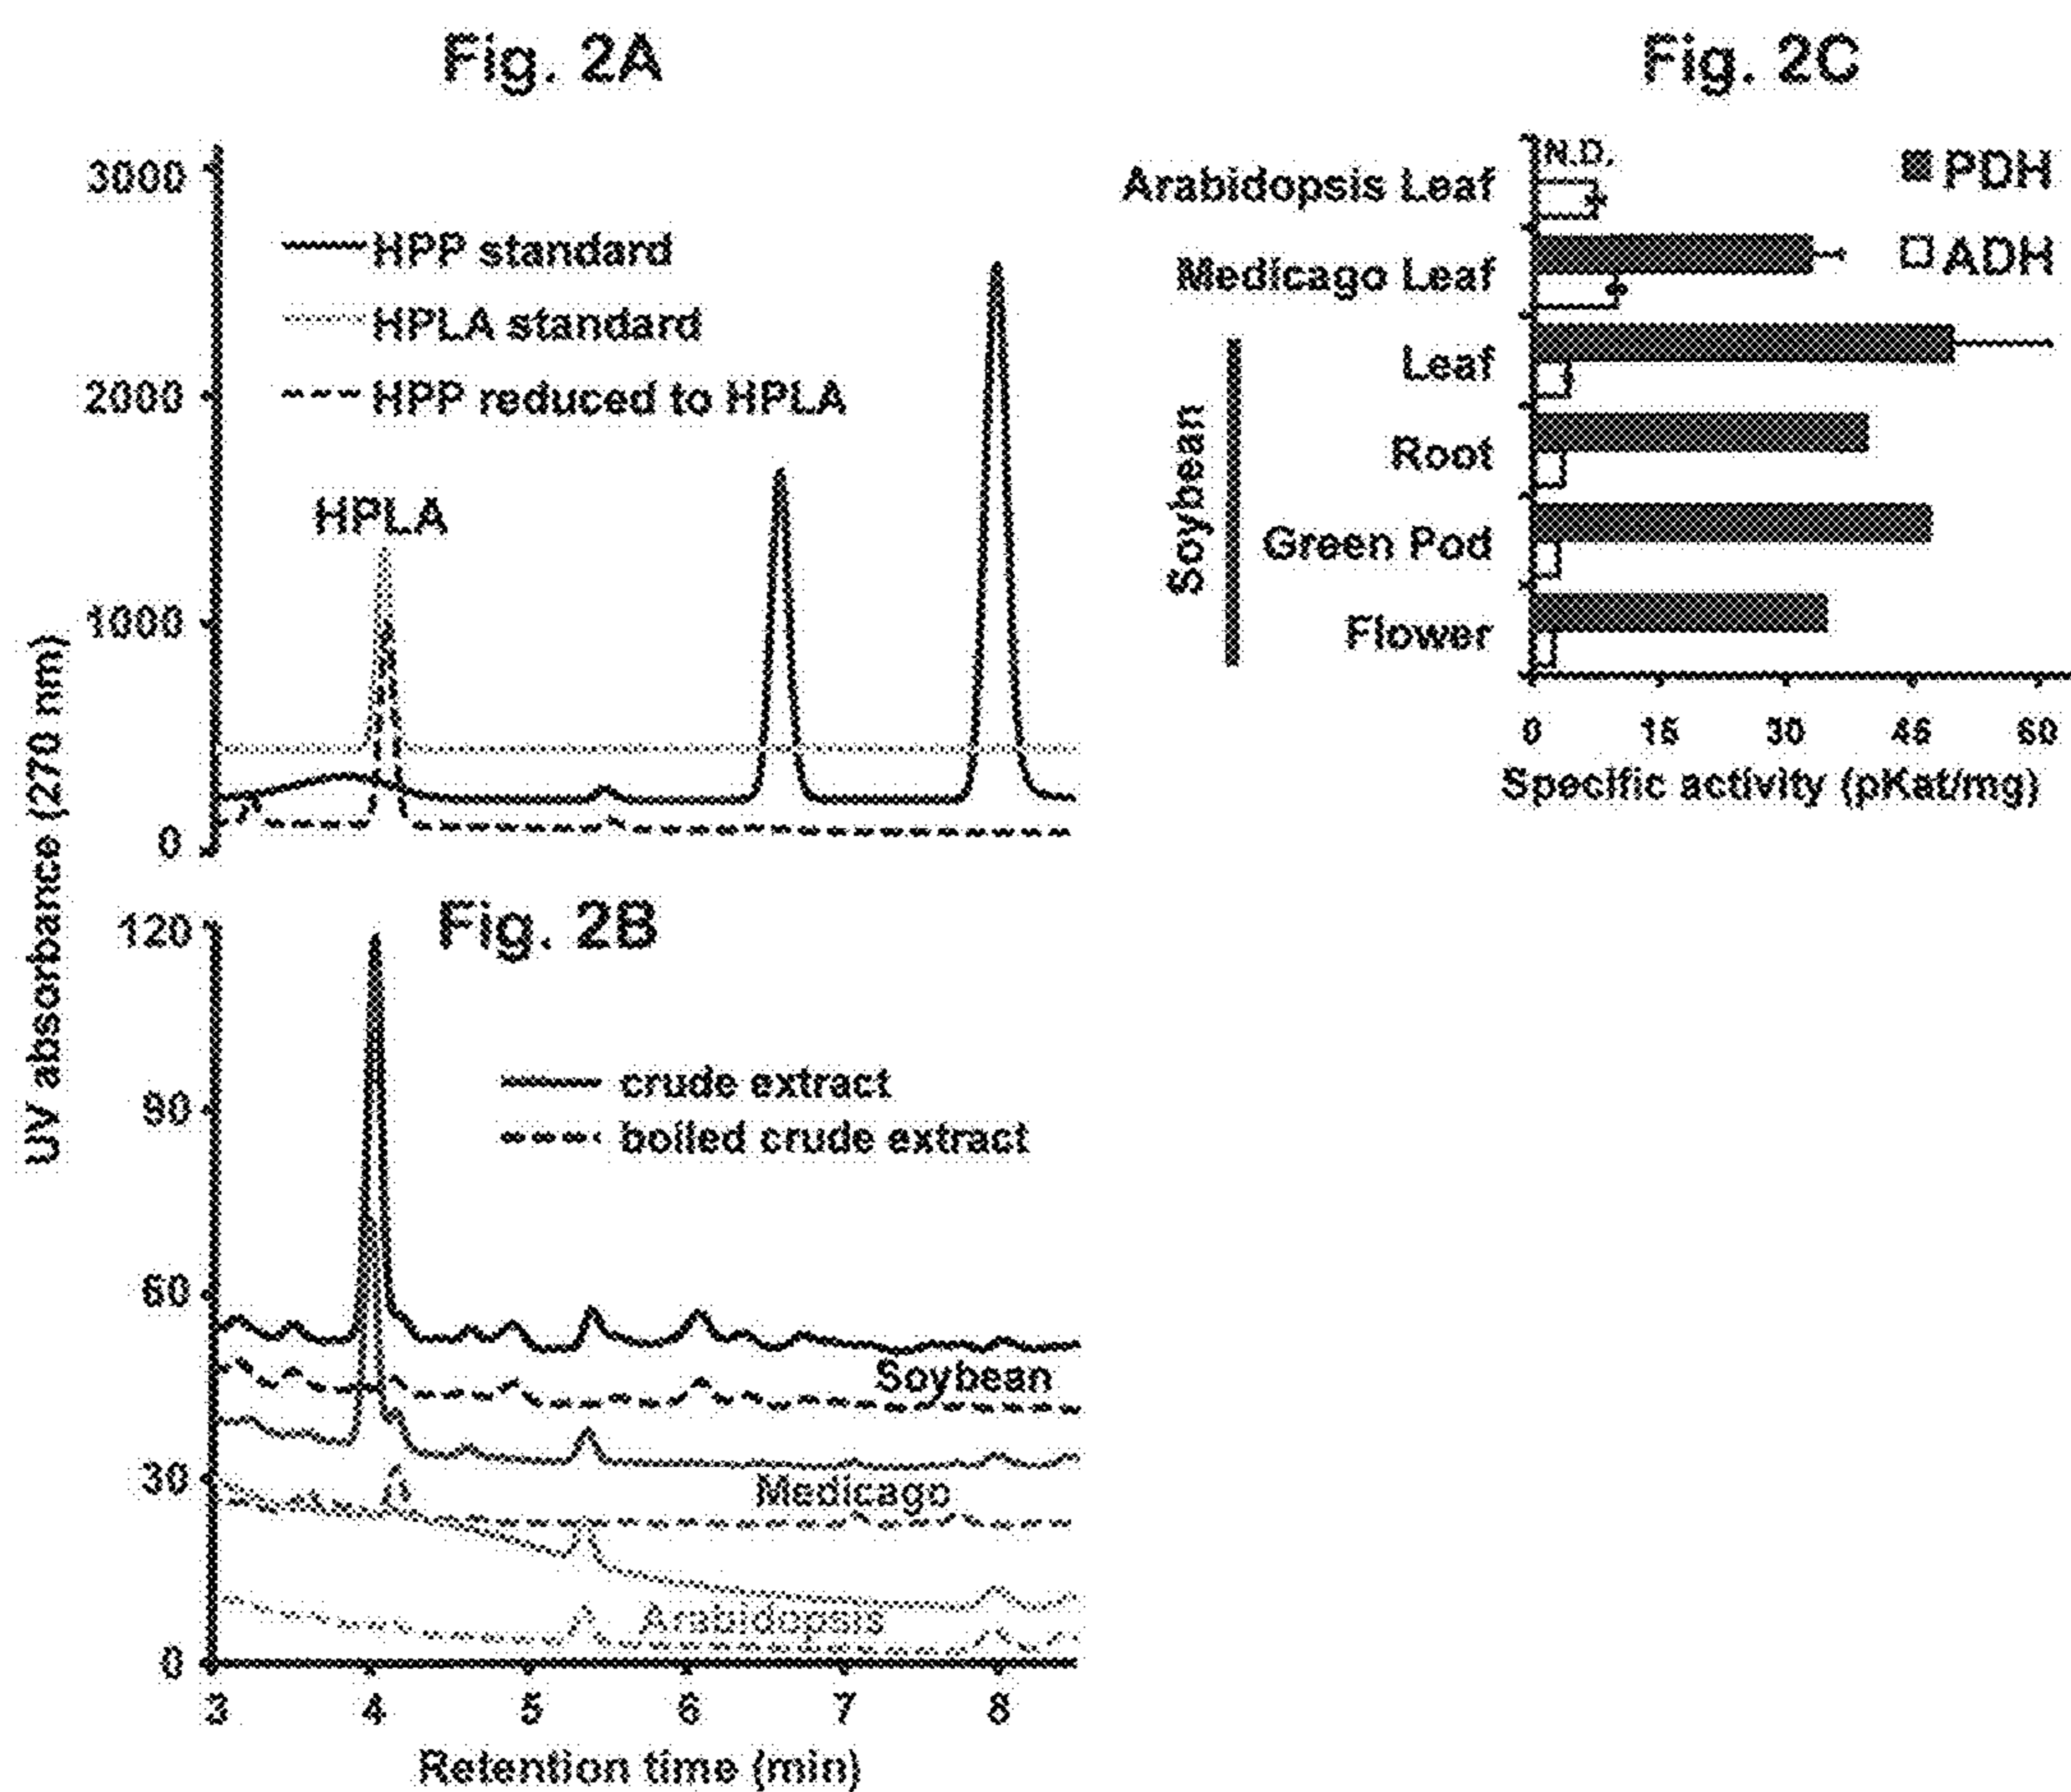 Fig. 2A
3000
2000
1000
0
HPP standard
HPLA standard
HPP reduced to HPLA
HPLA
UV absorbance (270 nm)
Fig. 2B
120
90
60
30
0
crude extract
boiled crude extract
Soybean
Medicago
Arabidopsis
3 4 5 6 7 8
Retention time (min)
Fig. 2C
N.D.
PDH
ADH
Arabidopsis Leaf
Medicago Leaf
Soybean
Leaf
Root
Green Pod
Flower
0 15 30 45 60
Specific activity (pKat/mg)